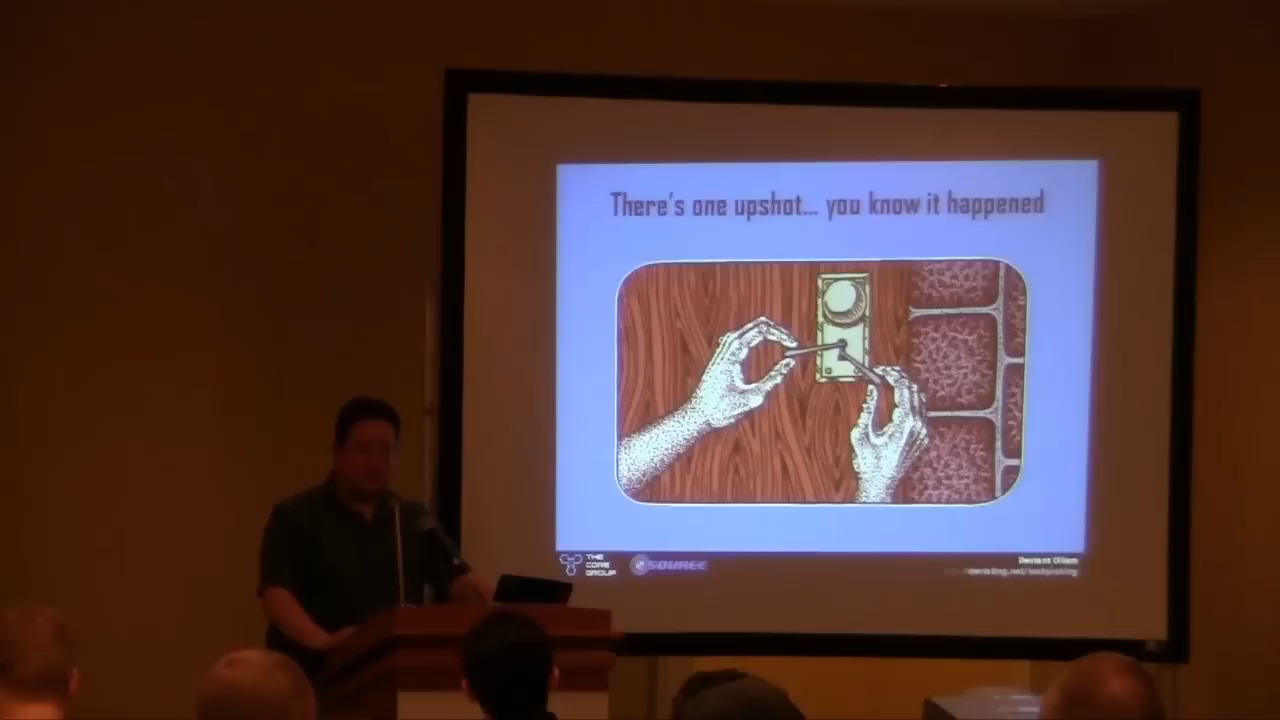 There's one upshot... you know it happened
THE
CORE
GROUP
SOURCE
Deviant Ollam